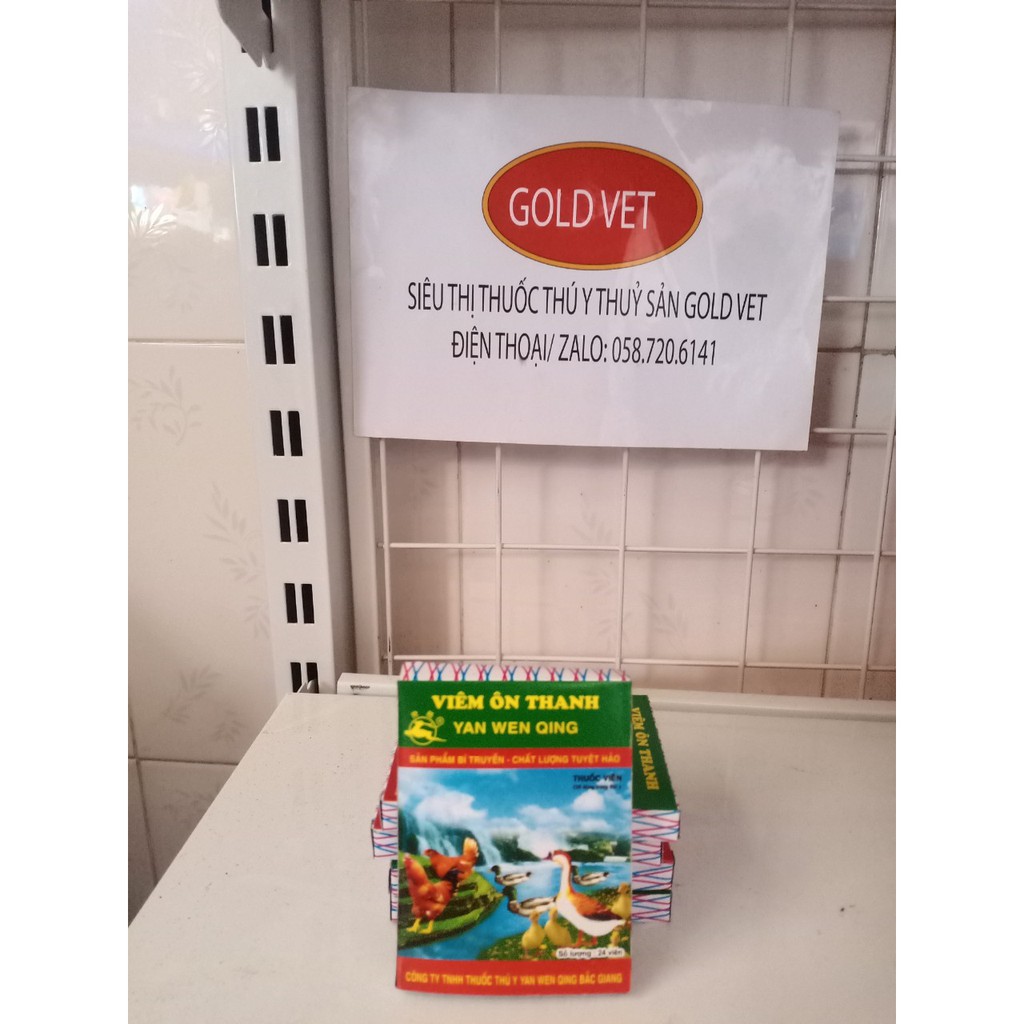 GOLD VET
SIÊU THỊ THUỐC THÚ Y THUỶ SẢN GOLD VET
ĐIỆN THOẠI/ ZALO: 058.720.6141
VIÊM ÔN THANH
YAN WEN QING
SẢN PHẨM BÍ TRUYỀN - CHẤT LƯỢNG TUYỆT HẢO
THUỐC VIÊN
Số lượng : 24 viên
CÔNG TY TNHH THUỐC THÚ Y YAN WEN QING BẮC GIANG
VIÊM ÔN THANH